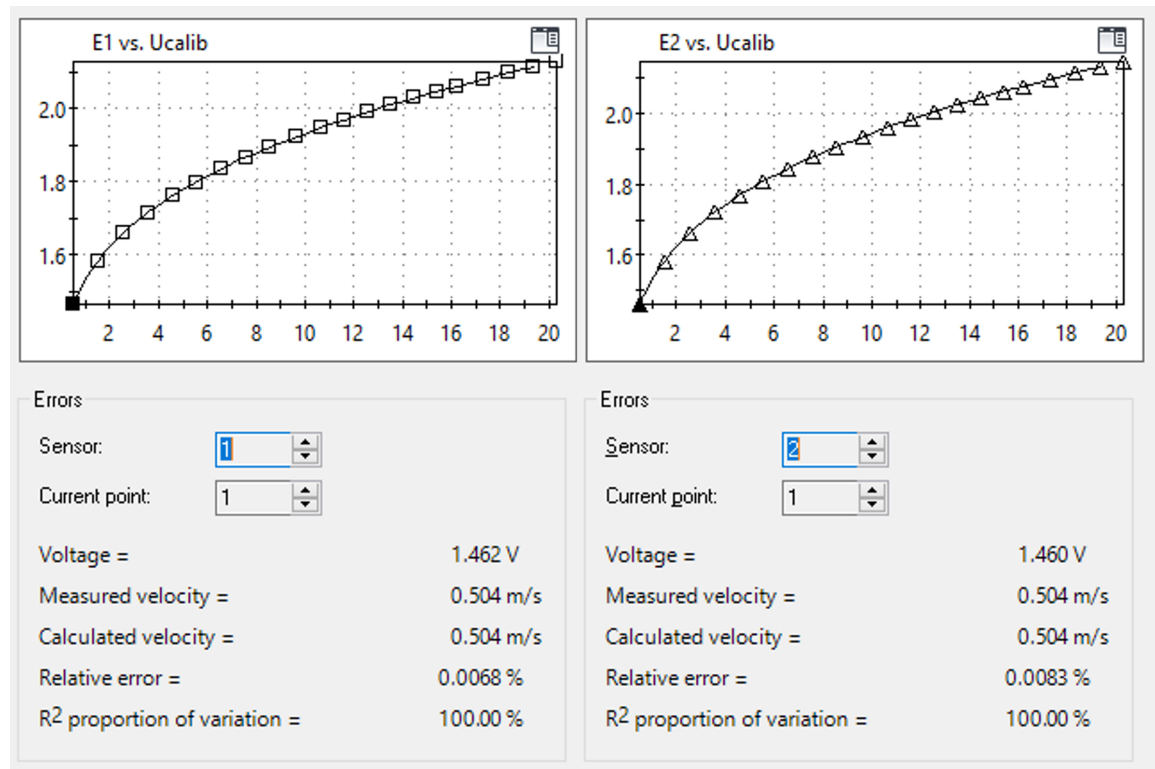 E1 vs. Ucalib
2.0
1.8
1.6
2 4 6 8 10 12 14 16 18 20
E2 vs. Ucalib
2.0
1.8
1.6
2 4 6 8 10 12 14 16 18 20
Errors
Sensor: 1
Current point: 1
Voltage = 1.462 V
Measured velocity = 0.504 m/s
Calculated velocity = 0.504 m/s
Relative error = 0.0068 %
R2 proportion of variation = 100.00 %
Errors
Sensor: 2
Current point: 1
Voltage = 1.460 V
Measured velocity = 0.504 m/s
Calculated velocity = 0.504 m/s
Relative error = 0.0083 %
R2 proportion of variation = 100.00 %